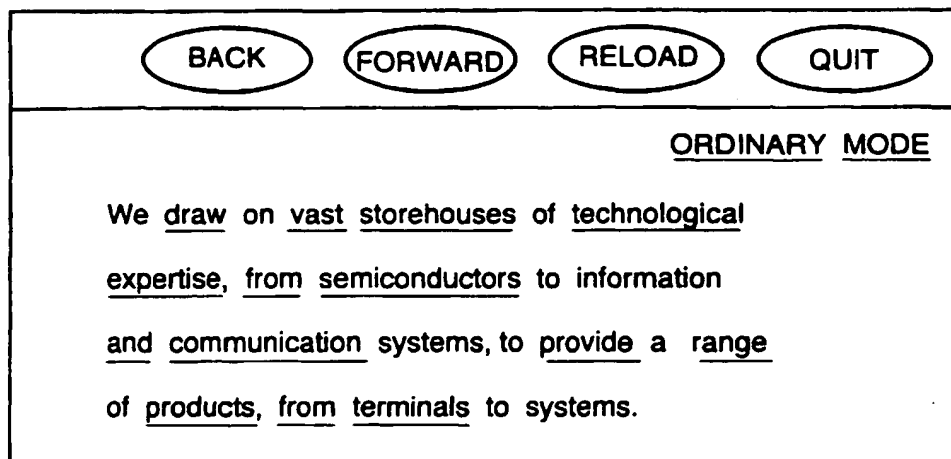 BACK FORWARD RELOAD QUIT
ORDINARY MODE
We draw on vast storehouses of technological
expertise, from semiconductors to information
and communication systems, to provide a range
of products, from terminals to systems.